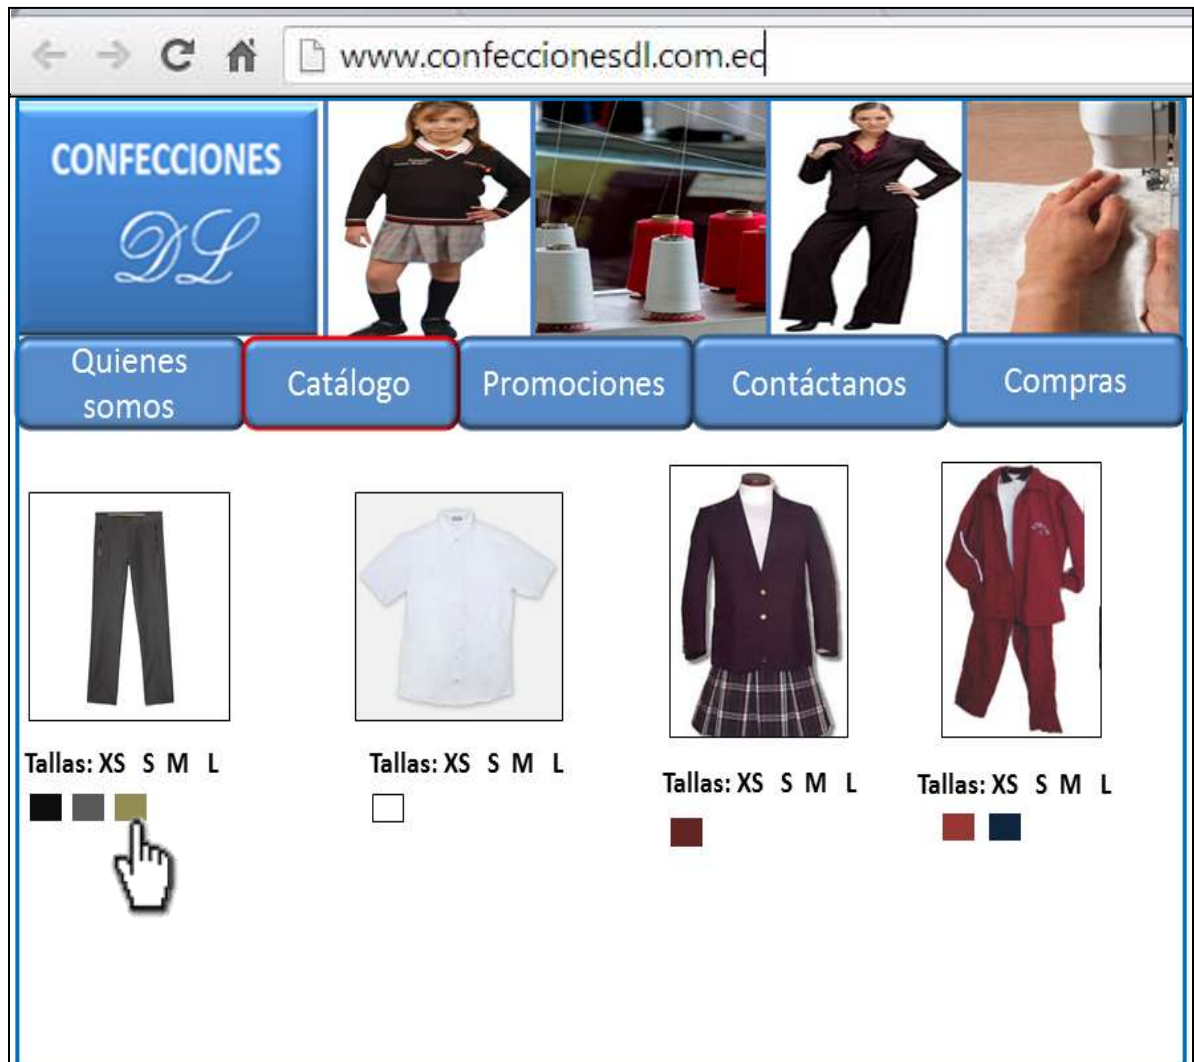 www.confeccionesdl.com.ec
CONFECCIONES
DL
Quienes
somos
Catálogo
Promociones
Contáctanos
Compras
Tallas: XS S M L
Tallas: XS S M L
Tallas: XS S M L
Tallas: XS S M L